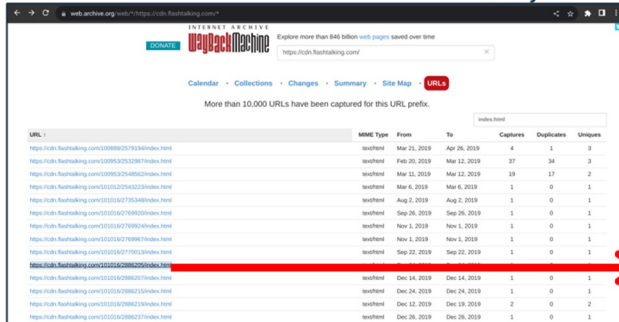 web.archive.org/web/*/https://cdn.flashtalking.com/*
INTERNET ARCHIVE
DONATE
WayBackMachine
Explore more than 846 billion web pages saved over time
https://cdn.flashtalking.com/
Calendar · Collections · Changes · Summary · Site Map · URLs
More than 10,000 URLs have been captured for this URL prefix.
index.html
URL ↑ MIME Type From To Captures Duplicates Uniques
https://cdn.flashtalking.com/100888/2579194/index.html text/html Mar 21, 2019 Apr 26, 2019 4 1 3
https://cdn.flashtalking.com/100953/2532987/index.html text/html Feb 20, 2019 Mar 12, 2019 37 34 3
https://cdn.flashtalking.com/100953/2548562/index.html text/html Mar 11, 2019 Mar 12, 2019 19 17 2
https://cdn.flashtalking.com/101012/2543223/index.html text/html Mar 6, 2019 Mar 6, 2019 1 0 1
https://cdn.flashtalking.com/101016/2735348/index.html text/html Aug 2, 2019 Aug 2, 2019 1 0 1
https://cdn.flashtalking.com/101016/2769920/index.html text/html Sep 26, 2019 Sep 26, 2019 1 0 1
https://cdn.flashtalking.com/101016/2769924/index.html text/html Nov 1, 2019 Nov 1, 2019 1 0 1
https://cdn.flashtalking.com/101016/2769967/index.html text/html Nov 1, 2019 Nov 1, 2019 1 0 1
https://cdn.flashtalking.com/101016/2770013/index.html text/html Sep 22, 2019 Sep 22, 2019 1 0 1
https://cdn.flashtalking.com/101016/2886205/index.html
https://cdn.flashtalking.com/101016/2886207/index.html text/html Dec 14, 2019 Dec 14, 2019 1 0 1
https://cdn.flashtalking.com/101016/2886215/index.html text/html Dec 24, 2019 Dec 24, 2019 1 0 1
https://cdn.flashtalking.com/101016/2886219/index.html text/html Dec 12, 2019 Dec 19, 2019 2 0 2
https://cdn.flashtalking.com/101016/2886237/index.html text/html Dec 26, 2019 Dec 26, 2019 1 0 1